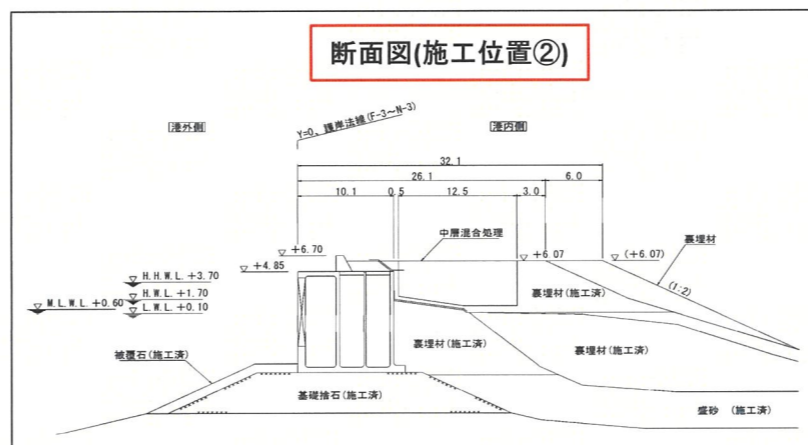 断面図(施工位置②)
Y=0、護岸法線(F-3～N-3)
港外側
港内側
32.1
26.1
6.0
10.1
0.5
12.5
3.0
中層混合処理
裏埋材
+6.70
+6.07
(+6.07)
+4.85
H.H.W.L.+3.70
(1:2)
H.W.L.+1.70
M.L.W.L.+0.60
L.W.L.+0.10
裏埋材(施工済)
裏埋材(施工済)
裏埋材(施工済)
被覆石(施工済)
基礎捨石(施工済)
盛砂 (施工済)